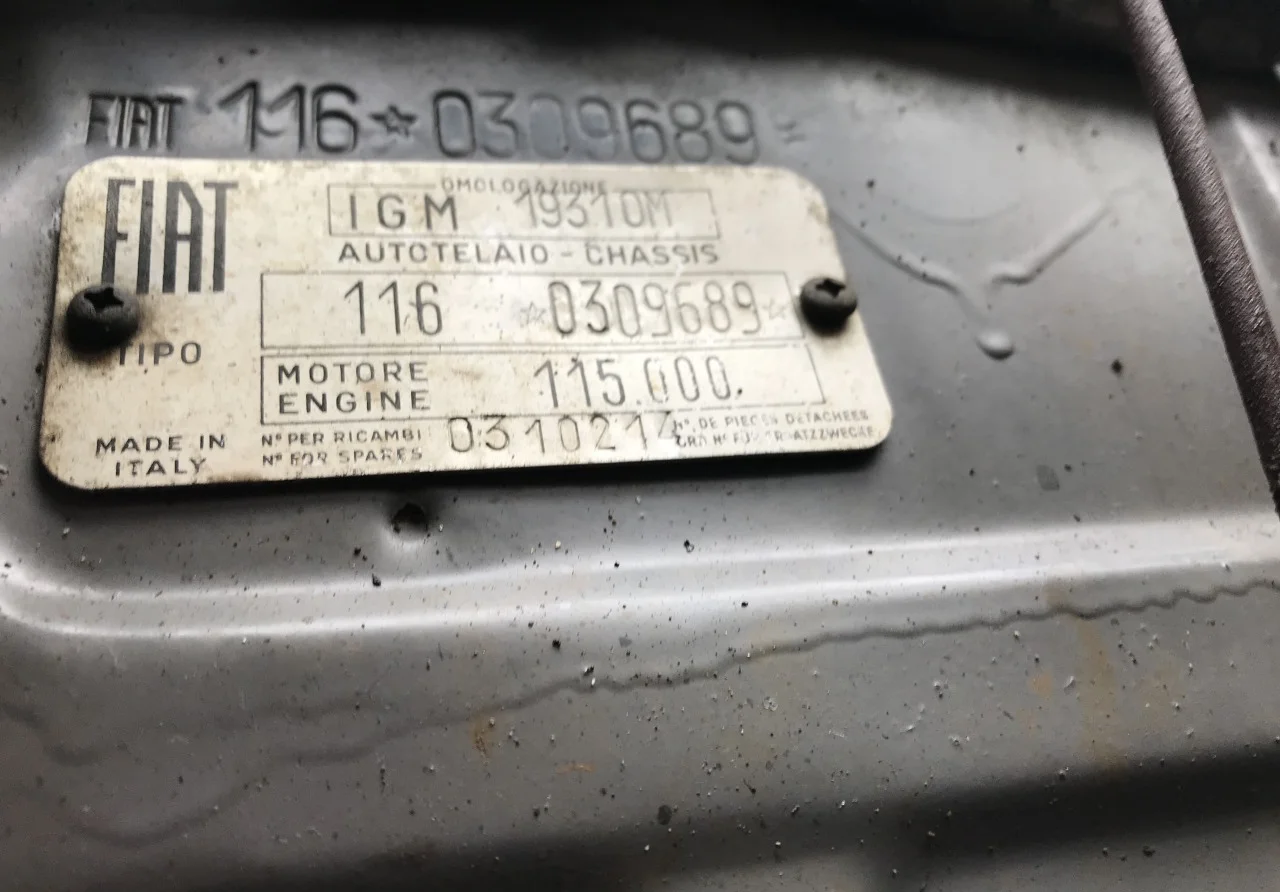 FIAT 116☆0309689☆
FIAT
OMOLOGAZIONE
IGM 19310M
AUTOTELAIO - CHASSIS
116 ☆0309689☆
TIPO
MOTORE
ENGINE
115.000.
MADE IN
ITALY
Nº PER RICAMBI
Nº FOR SPARES
0310214
Nº. DE PIECES DETACHEES